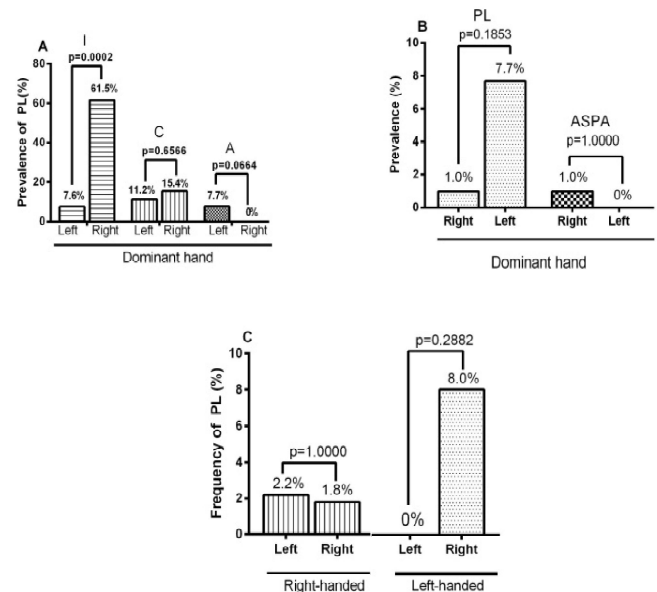 A
I
p=0.0002
61.5%
7.6%
C
p=0.6566
11.2%
15.4%
A
p=0.0664
7.7%
0%
80
60
40
20
0
Prevalence of PL(%)
Left Right Left Right Left Right
Dominant hand
B
PL
p=0.1853
7.7%
1.0%
ASPA
p=1.0000
1.0%
0%
10
8
6
4
2
0
Prevalence (%)
Right Left Right Left
Dominant hand
C
p=0.2882
8.0%
0%
p=1.0000
2.2%
1.8%
10
8
6
4
2
0
Frequency of PL (%)
Left Right Left Right
Right-handed Left-handed